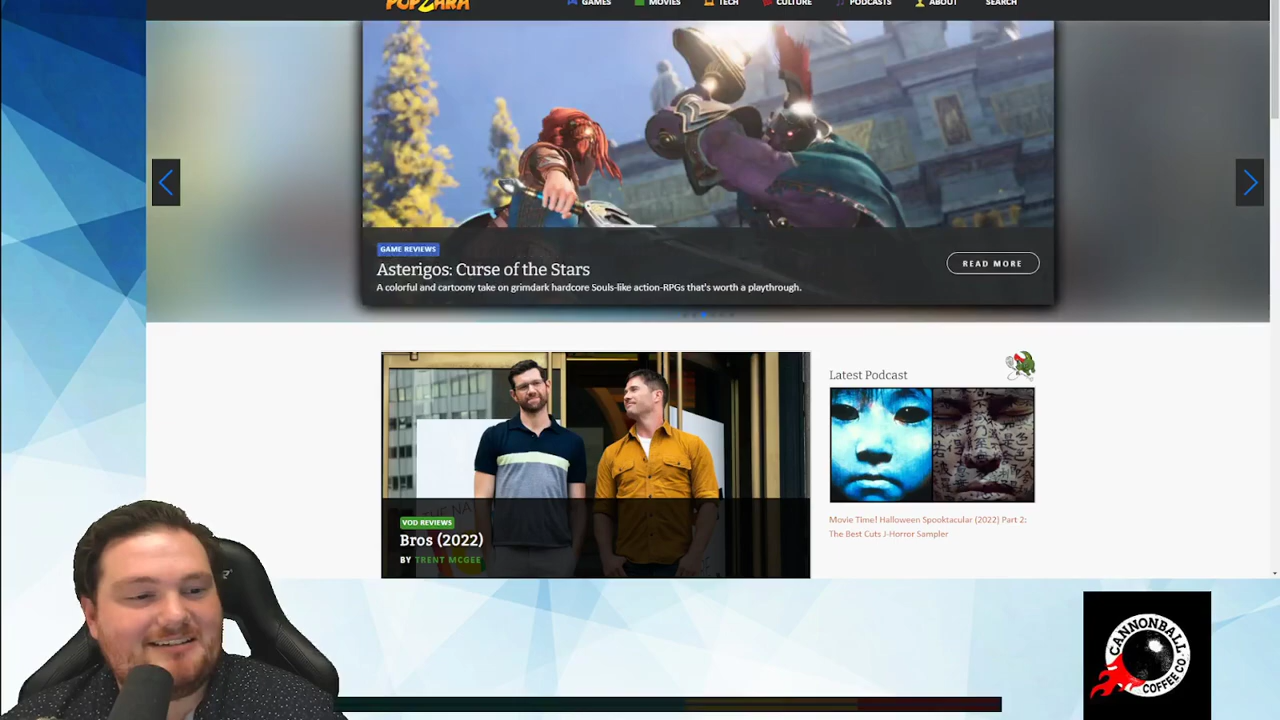 POPZARA
GAMES MOVIES TECH CULTURE PODCASTS ABOUT SEARCH
GAME REVIEWS
Asterigos: Curse of the Stars
A colorful and cartoony take on grimdark hardcore Souls-like action-RPGs that's worth a playthrough.
READ MORE
VOD REVIEWS
Bros (2022)
BY TRENT MCGEE
Latest Podcast
Movie Time! Halloween Spooktacular (2022) Part 2:
The Best Cuts J-Horror Sampler
CANNONBALL
COFFEE CO.